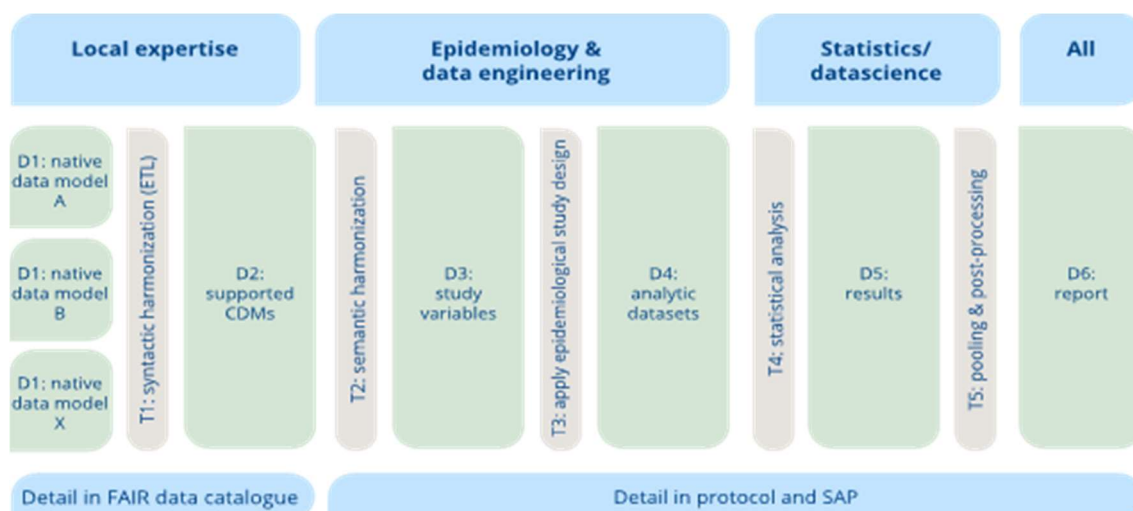 Local expertise
Epidemiology &
data engineering
Statistics/
datascience
All
D1: native
data model
A
D1: native
data model
B
D1: native
data model
X
T1: syntactic harmonization (ETL)
D2:
supported
CDMs
T2: semantic harmonization
D3:
study
variables
T3: apply epidemiological study design
D4:
analytic
datasets
T4: statistical analysis
D5:
results
T5: pooling & post-processing
D6:
report
Detail in FAIR data catalogue
Detail in protocol and SAP